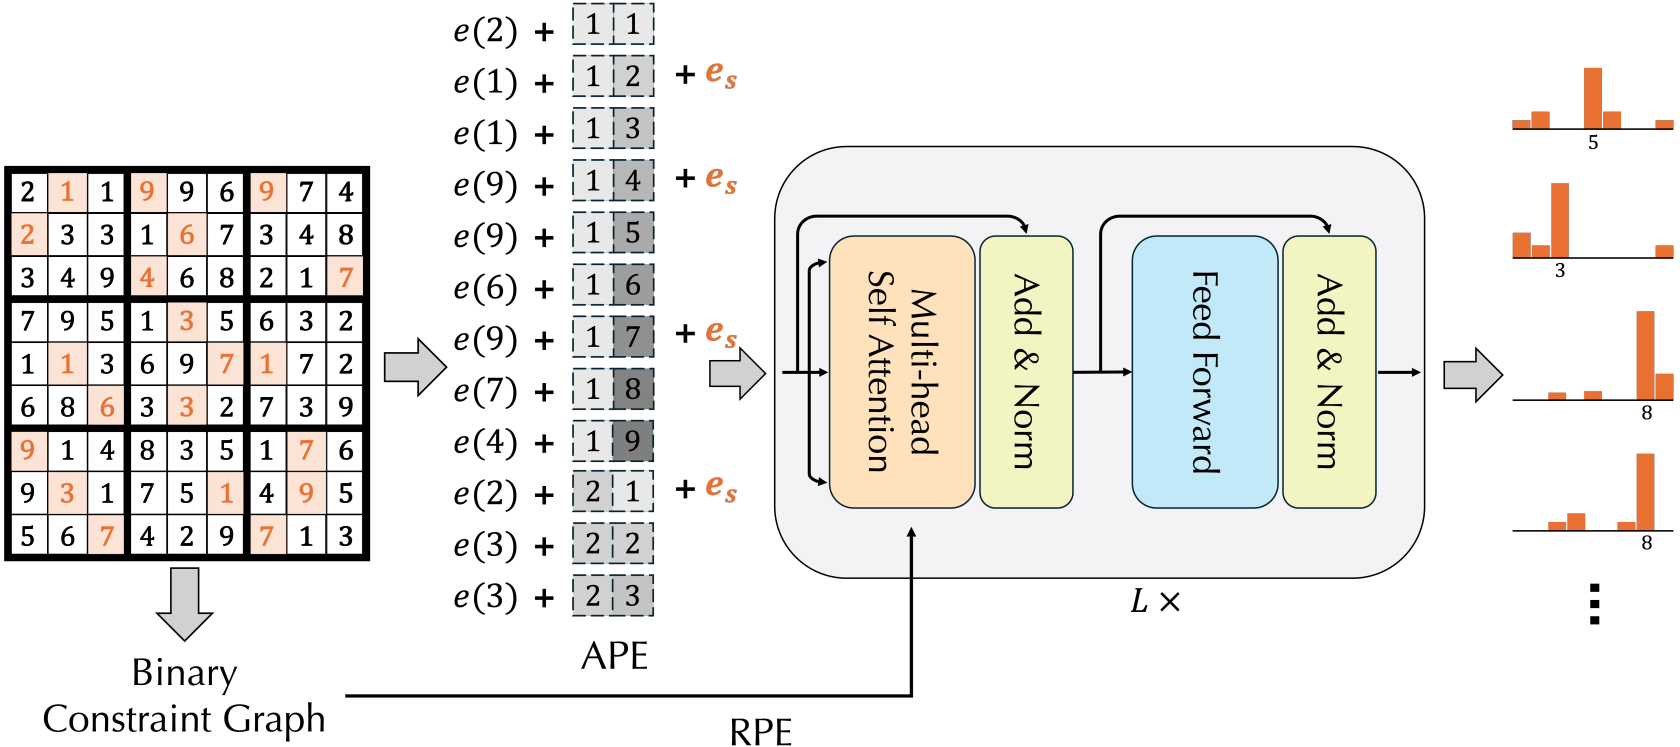 2 1 1 9 9 6 9 7 4
2 3 3 1 6 7 3 4 8
3 4 9 4 6 8 2 1 7
7 9 5 1 3 5 6 3 2
1 1 3 6 9 7 1 7 2
6 8 6 3 3 2 7 3 9
9 1 4 8 3 5 1 7 6
9 3 1 7 5 1 4 9 5
5 6 7 4 2 9 7 1 3
Binary
Constraint Graph
e(2) + 1 1
e(1) + 1 2 + e_s
e(1) + 1 3
e(9) + 1 4 + e_s
e(9) + 1 5
e(6) + 1 6
e(9) + 1 7 + e_s
e(7) + 1 8
e(4) + 1 9
e(2) + 2 1 + e_s
e(3) + 2 2
e(3) + 2 3
APE
RPE
Multi-head
Self Attention
Add & Norm
Feed Forward
Add & Norm
L ×
5
3
8
8
⋮